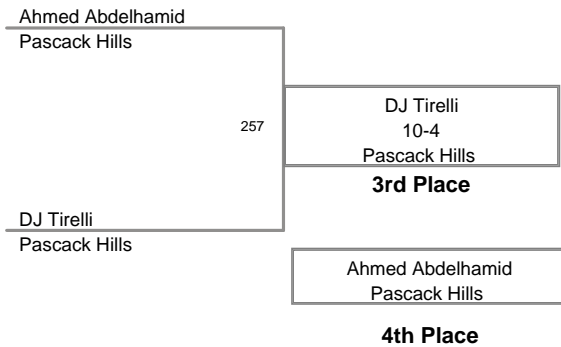 Ahmed Abdelhamid
Pascack Hills
257
DJ Tirelli
10-4
Pascack Hills
3rd Place
DJ Tirelli
Pascack Hills
Ahmed Abdelhamid
Pascack Hills
4th Place